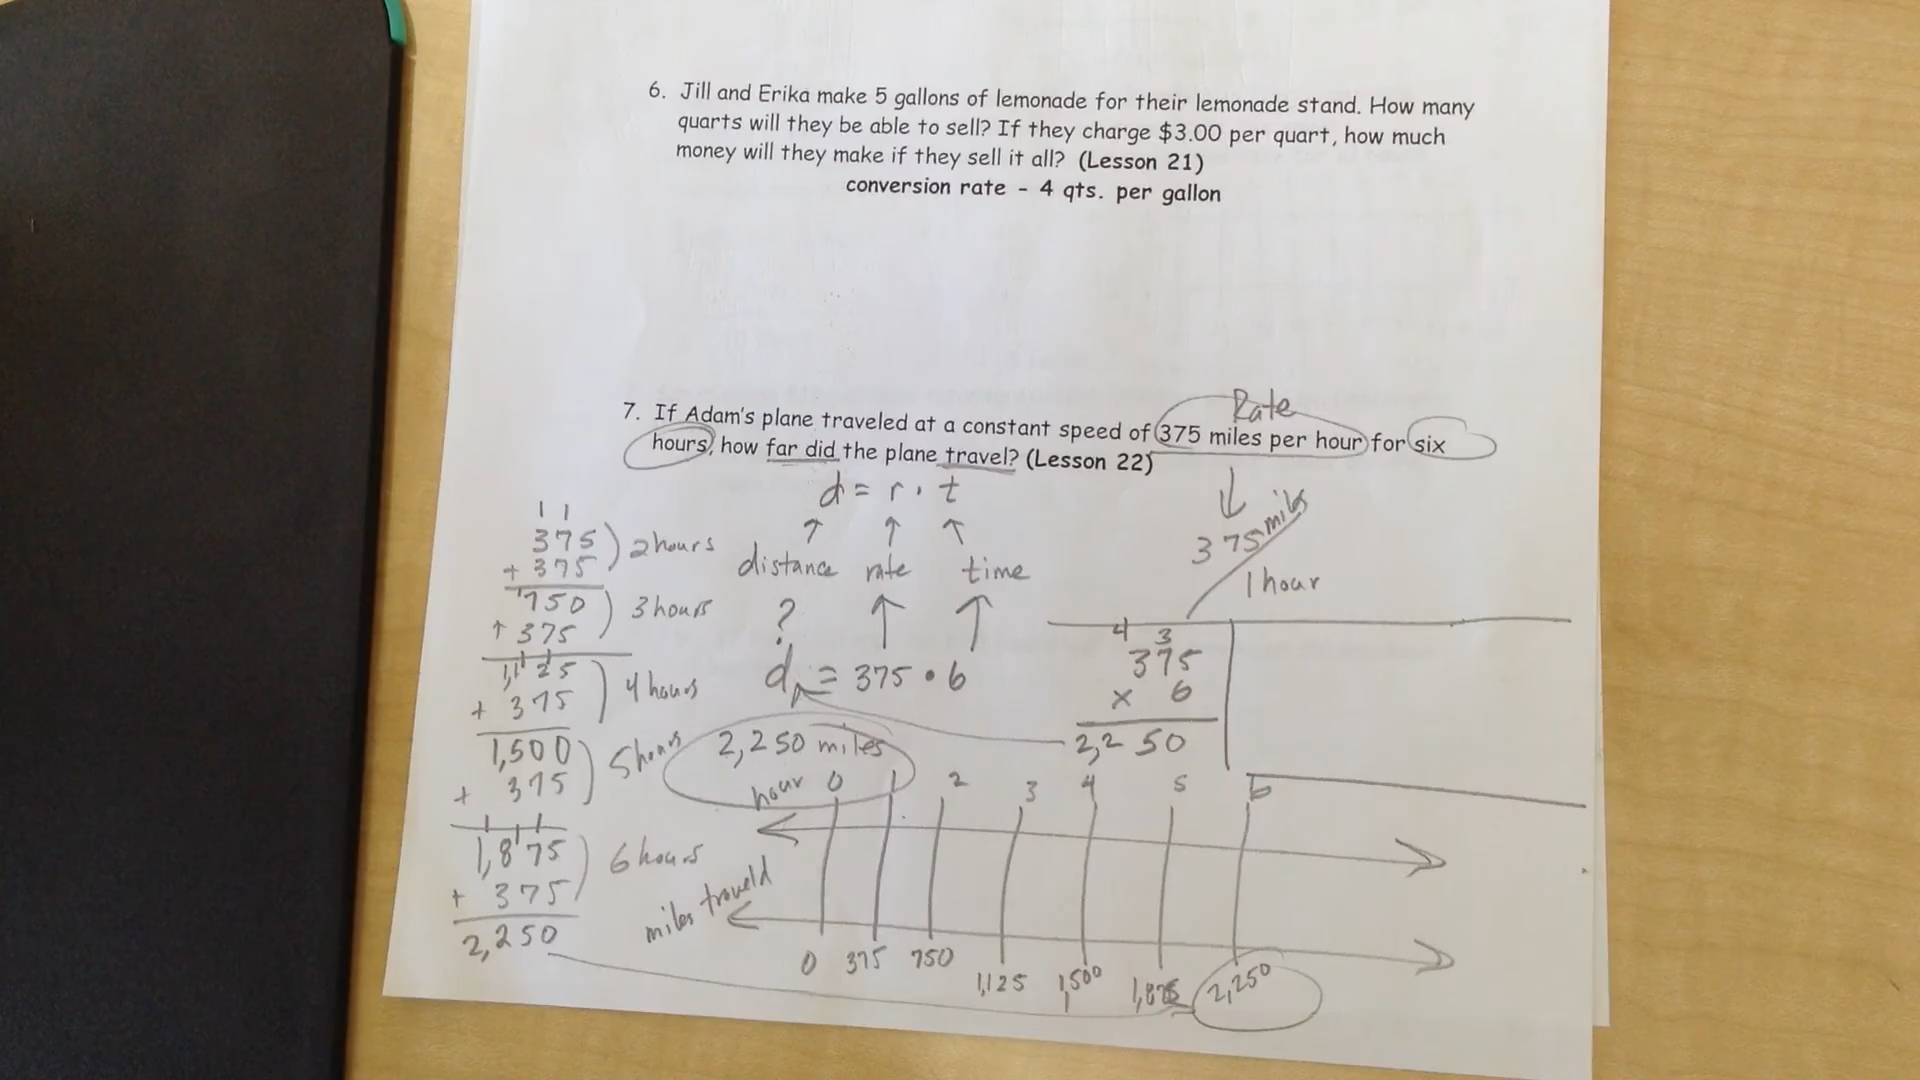 6. Jill and Erika make 5 gallons of lemonade for their lemonade stand. How many
quarts will they be able to sell? If they charge $3.00 per quart, how much
money will they make if they sell it all? (Lesson 21)
conversion rate - 4 qts. per gallon
Rate
7. If Adam's plane traveled at a constant speed of 375 miles per hour for six
hours, how far did the plane travel? (Lesson 22)
d = r · t
distance rate time
?
d = 375 • 6
2,250 miles
375 miles
1 hour
4 3
375
x 6
2,250
1 1
375
+ 375
2 hours
750
+ 375
3 hours
1,125
+ 375
4 hours
1,500
+ 375
5 hours
1,875
+ 375
6 hours
2,250
hour 0 1 2 3 4 5 6
miles traveld
0 375 750 1,125 1,500 1,875 2,250